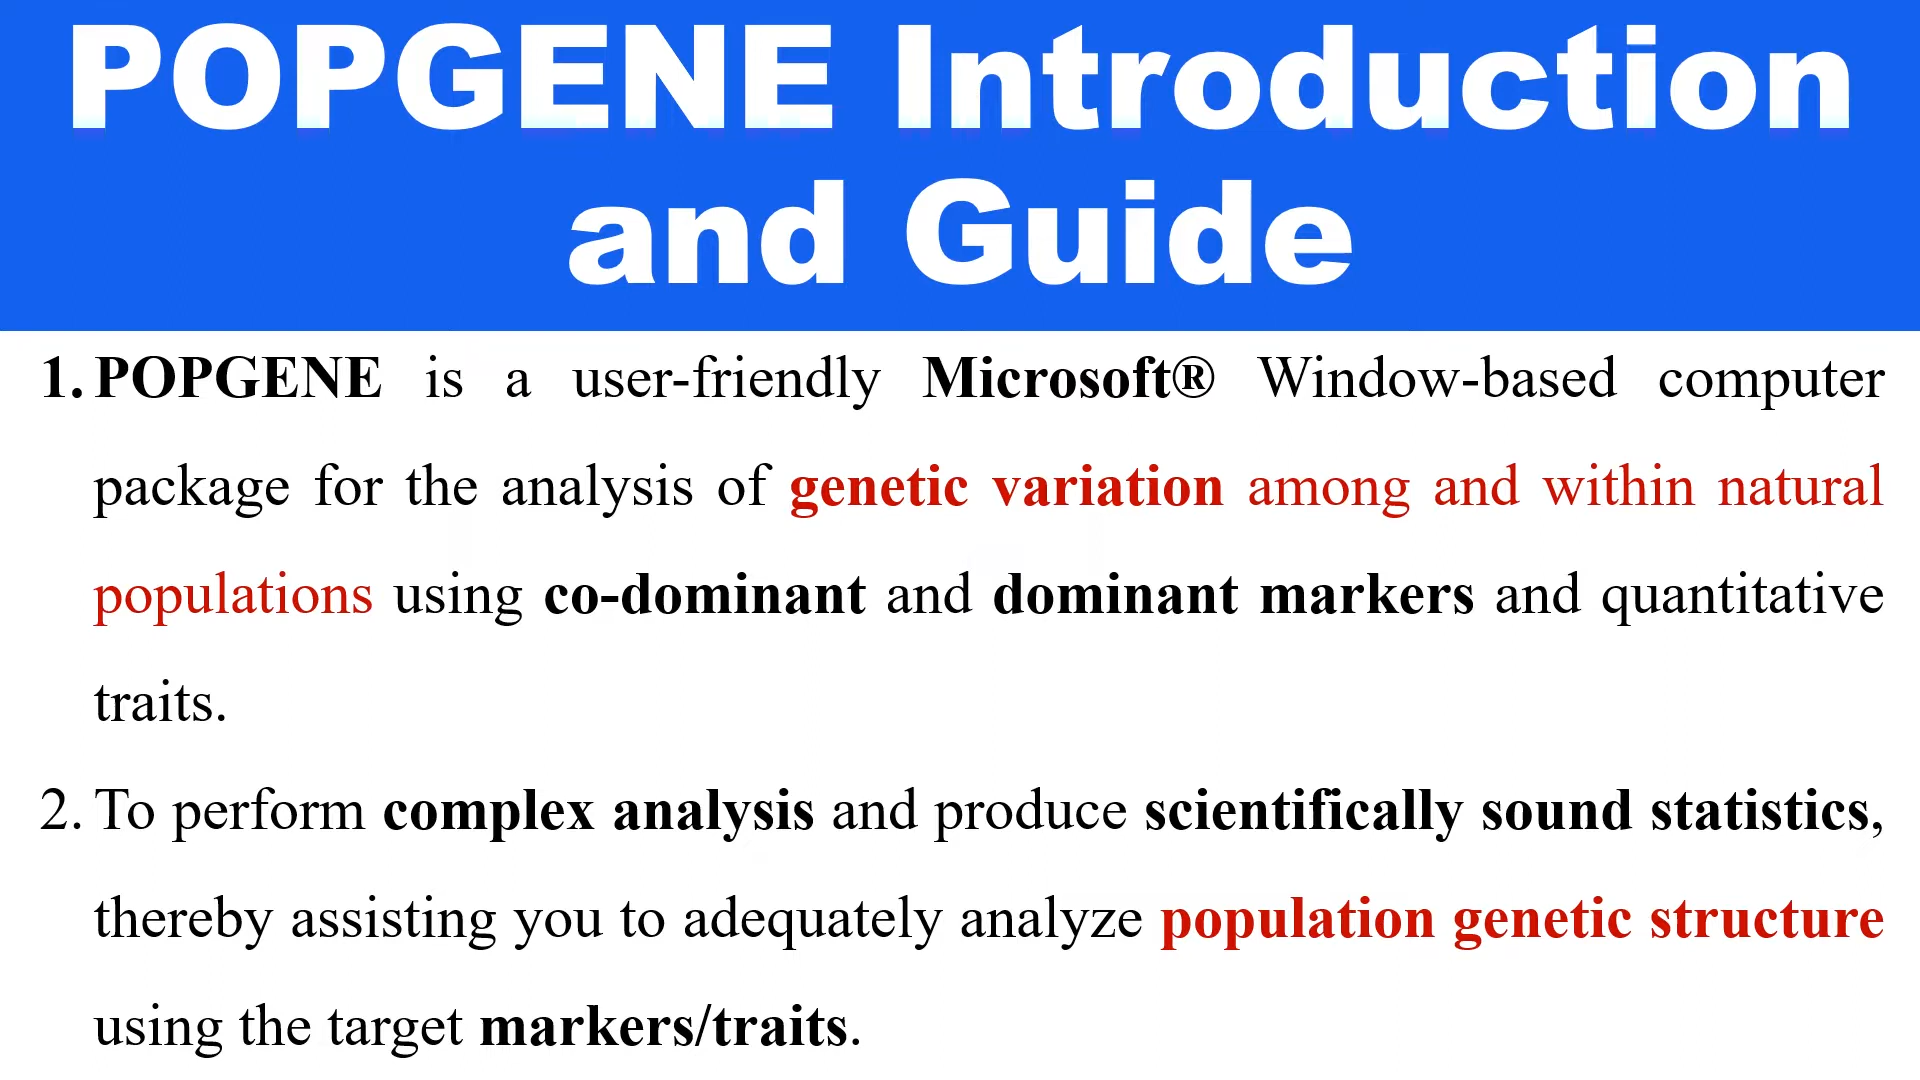 POPGENE Introduction
and Guide
1. POPGENE is a user-friendly Microsoft® Window-based computer
package for the analysis of genetic variation among and within natural
populations using co-dominant and dominant markers and quantitative
traits.
2. To perform complex analysis and produce scientifically sound statistics,
thereby assisting you to adequately analyze population genetic structure
using the target markers/traits.